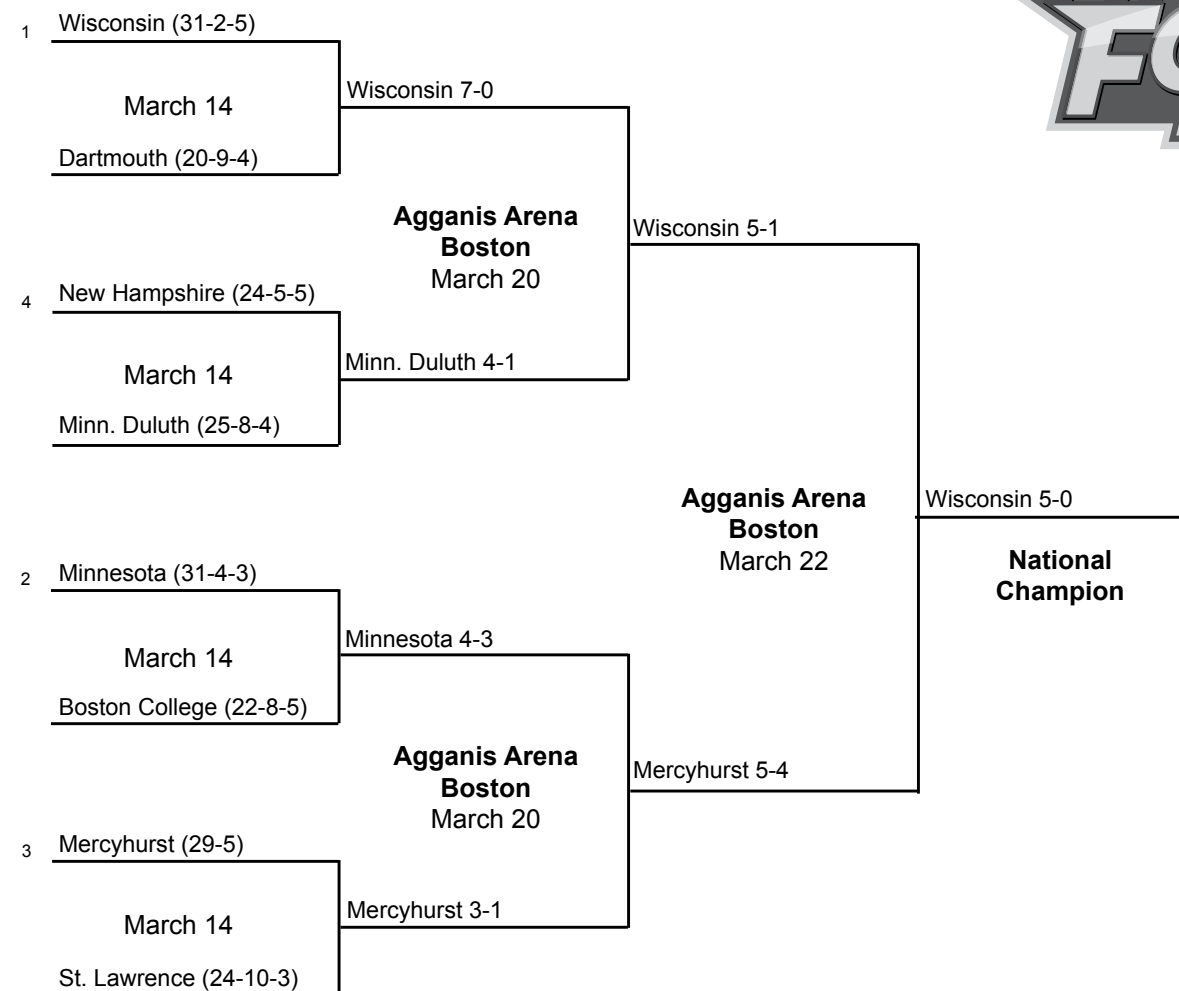 1 Wisconsin (31-2-5)
March 14
Dartmouth (20-9-4)
Wisconsin 7-0
4 New Hampshire (24-5-5)
March 14
Minn. Duluth (25-8-4)
Minn. Duluth 4-1
Agganis Arena
Boston
March 20
Wisconsin 5-1
2 Minnesota (31-4-3)
March 14
Boston College (22-8-5)
Minnesota 4-3
3 Mercyhurst (29-5)
March 14
St. Lawrence (24-10-3)
Mercyhurst 3-1
Agganis Arena
Boston
March 20
Mercyhurst 5-4
Agganis Arena
Boston
March 22
Wisconsin 5-0
National
Champion